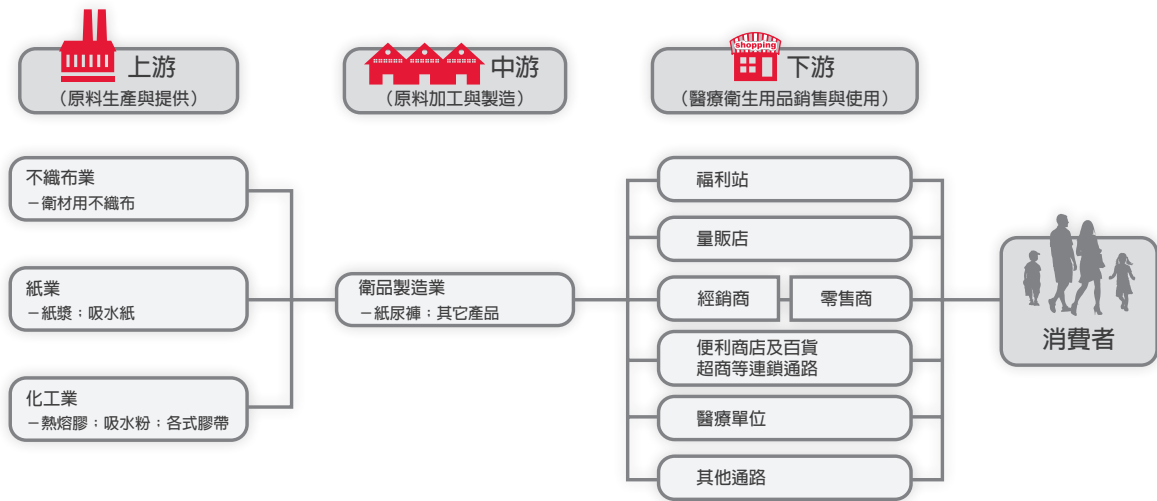 上游
（原料生產與提供）
中游
（原料加工與製造）
shopping
下游
（醫療衛生用品銷售與使用）
不織布業
－衛材用不織布
紙業
－紙漿；吸水紙
化工業
－熱熔膠；吸水粉；各式膠帶
衛品製造業
－紙尿褲；其它產品
福利站
量販店
經銷商
零售商
便利商店及百貨
超商等連鎖通路
醫療單位
其他通路
消費者